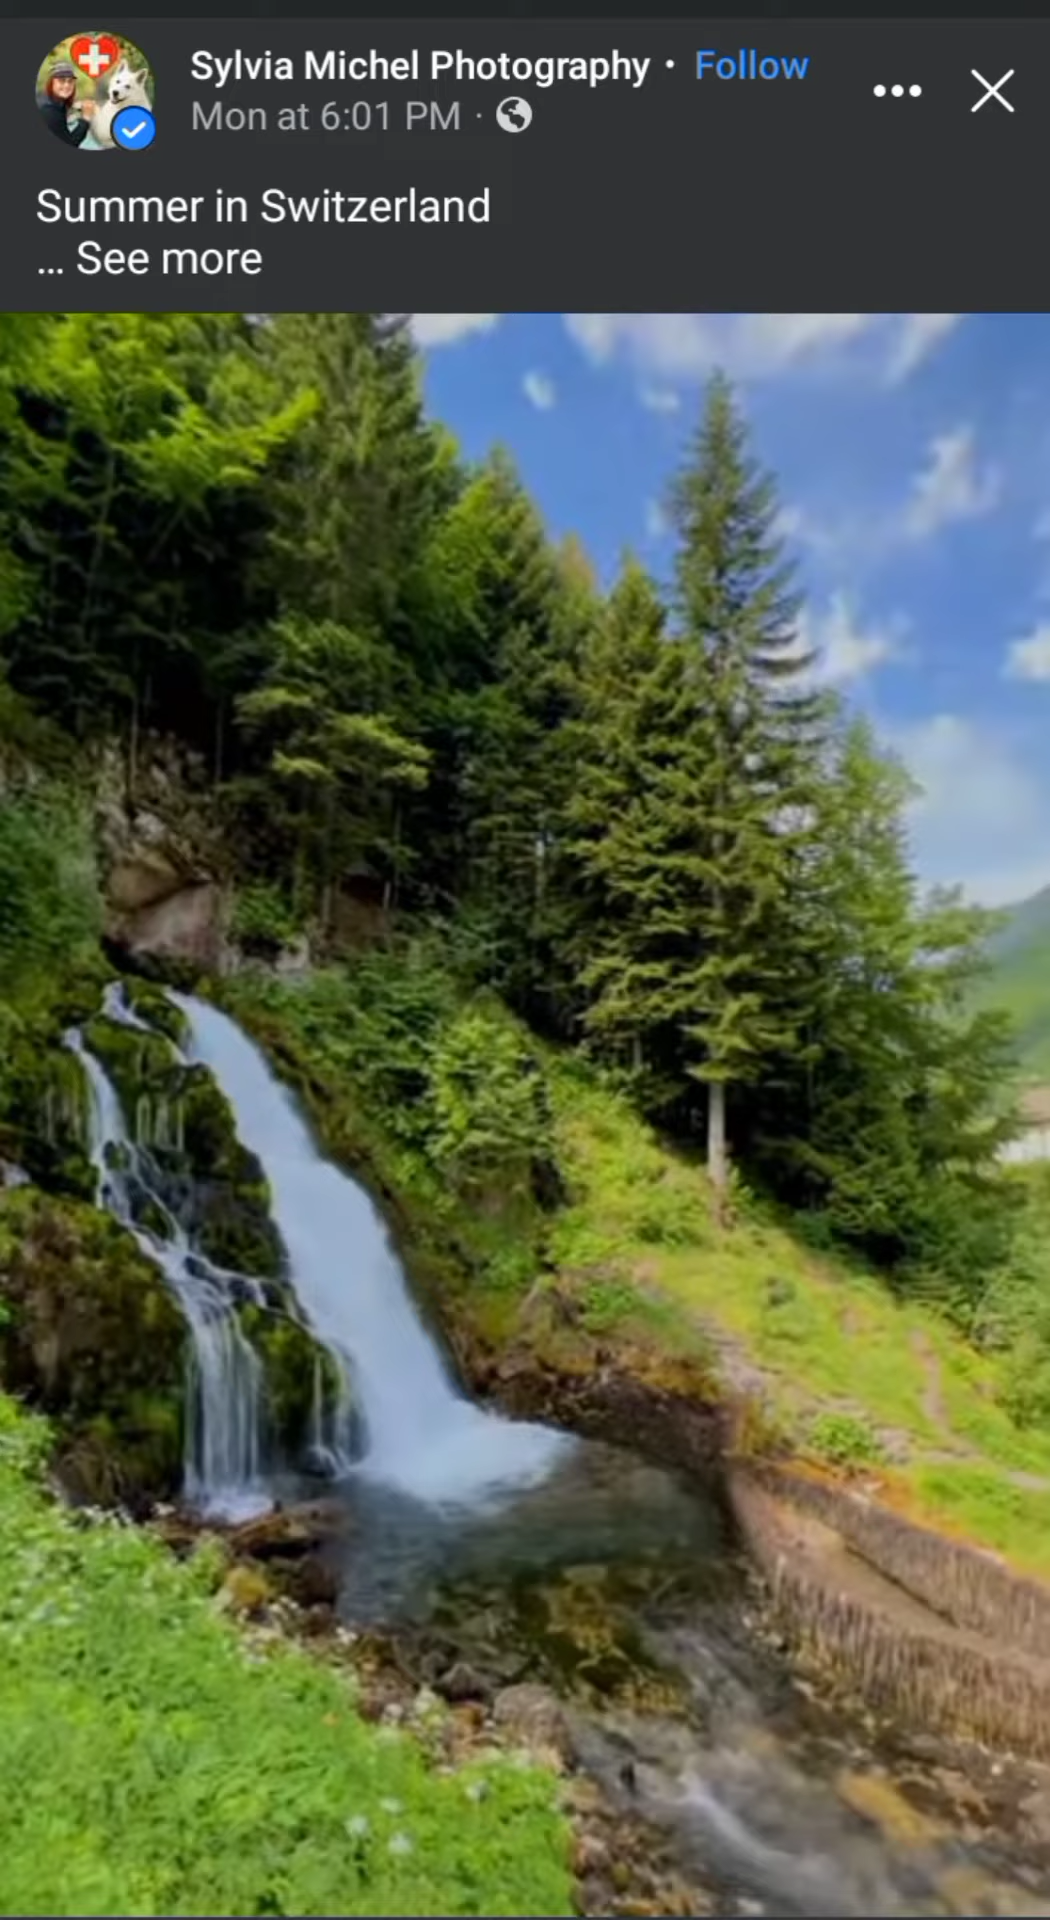 Sylvia Michel Photography · Follow
Mon at 6:01 PM ·
Summer in Switzerland
... See more